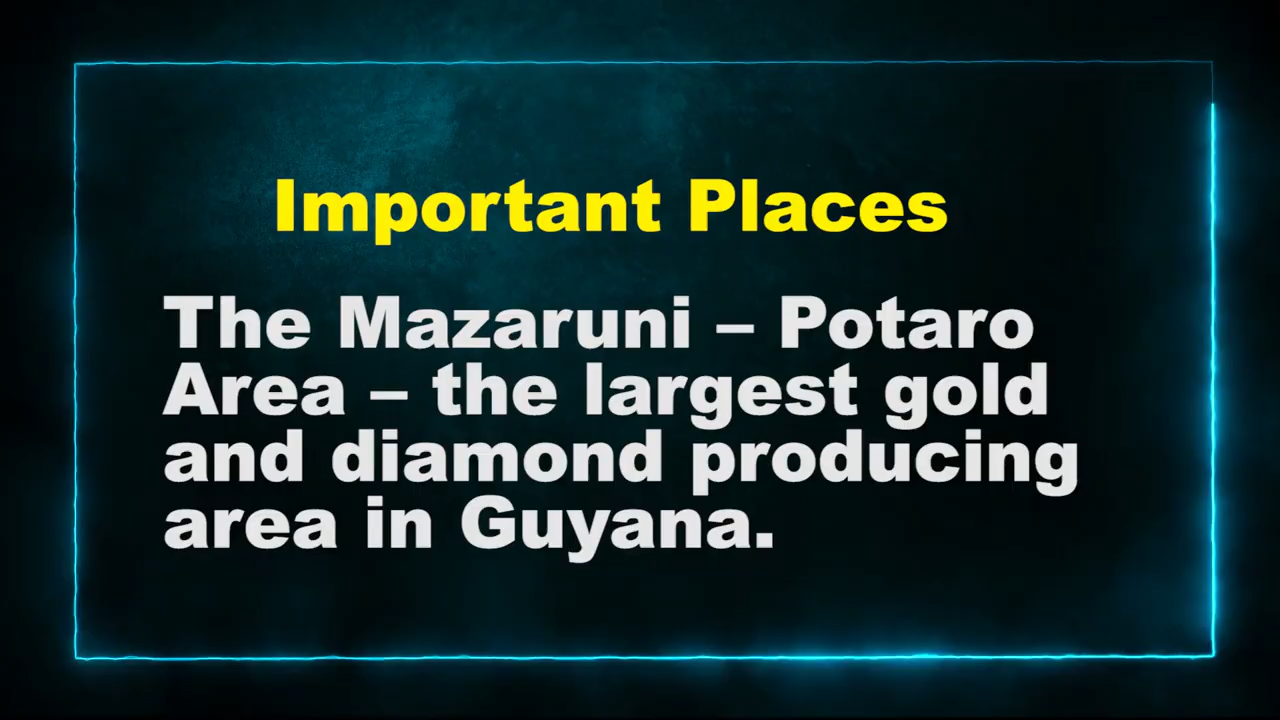 Important Places
The Mazaruni – Potaro
Area – the largest gold
and diamond producing
area in Guyana.